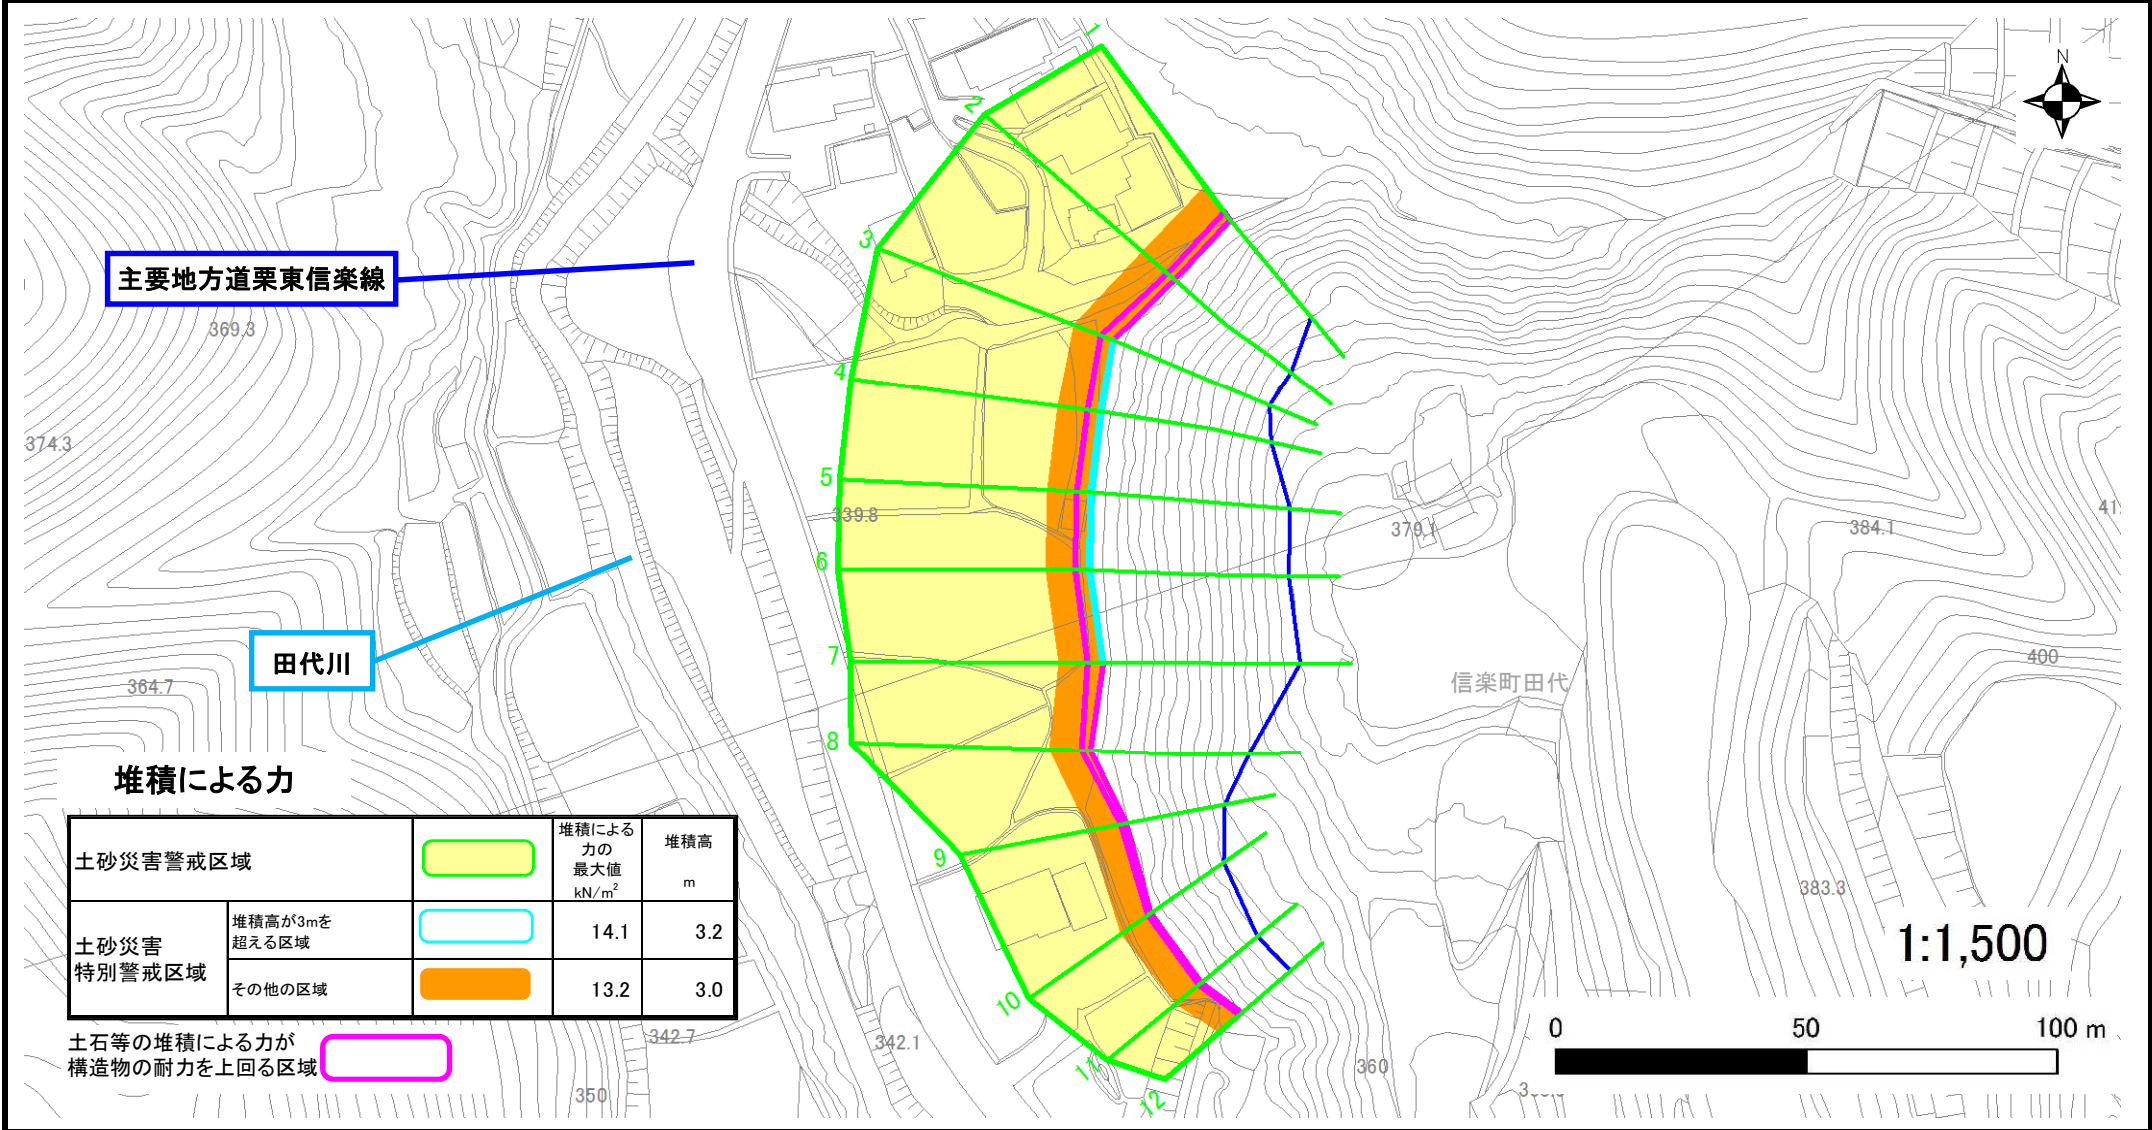 N
1
2
3
4
5
6
7
8
9
10
11
12
主要地方道栗東信楽線
369.3
374.3
339.8
379.1
384.1
田代川
364.7
信楽町田代
400
堆積による力
土砂災害警戒区域
堆積による
力の
最大値
kN/m²
堆積高
m
土砂災害
特別警戒区域
堆積高が3mを
超える区域
14.1
3.2
その他の区域
13.2
3.0
土石等の堆積による力が
構造物の耐力を上回る区域
342.7
342.1
350
360
383.3
1:1,500
0
50
100 m